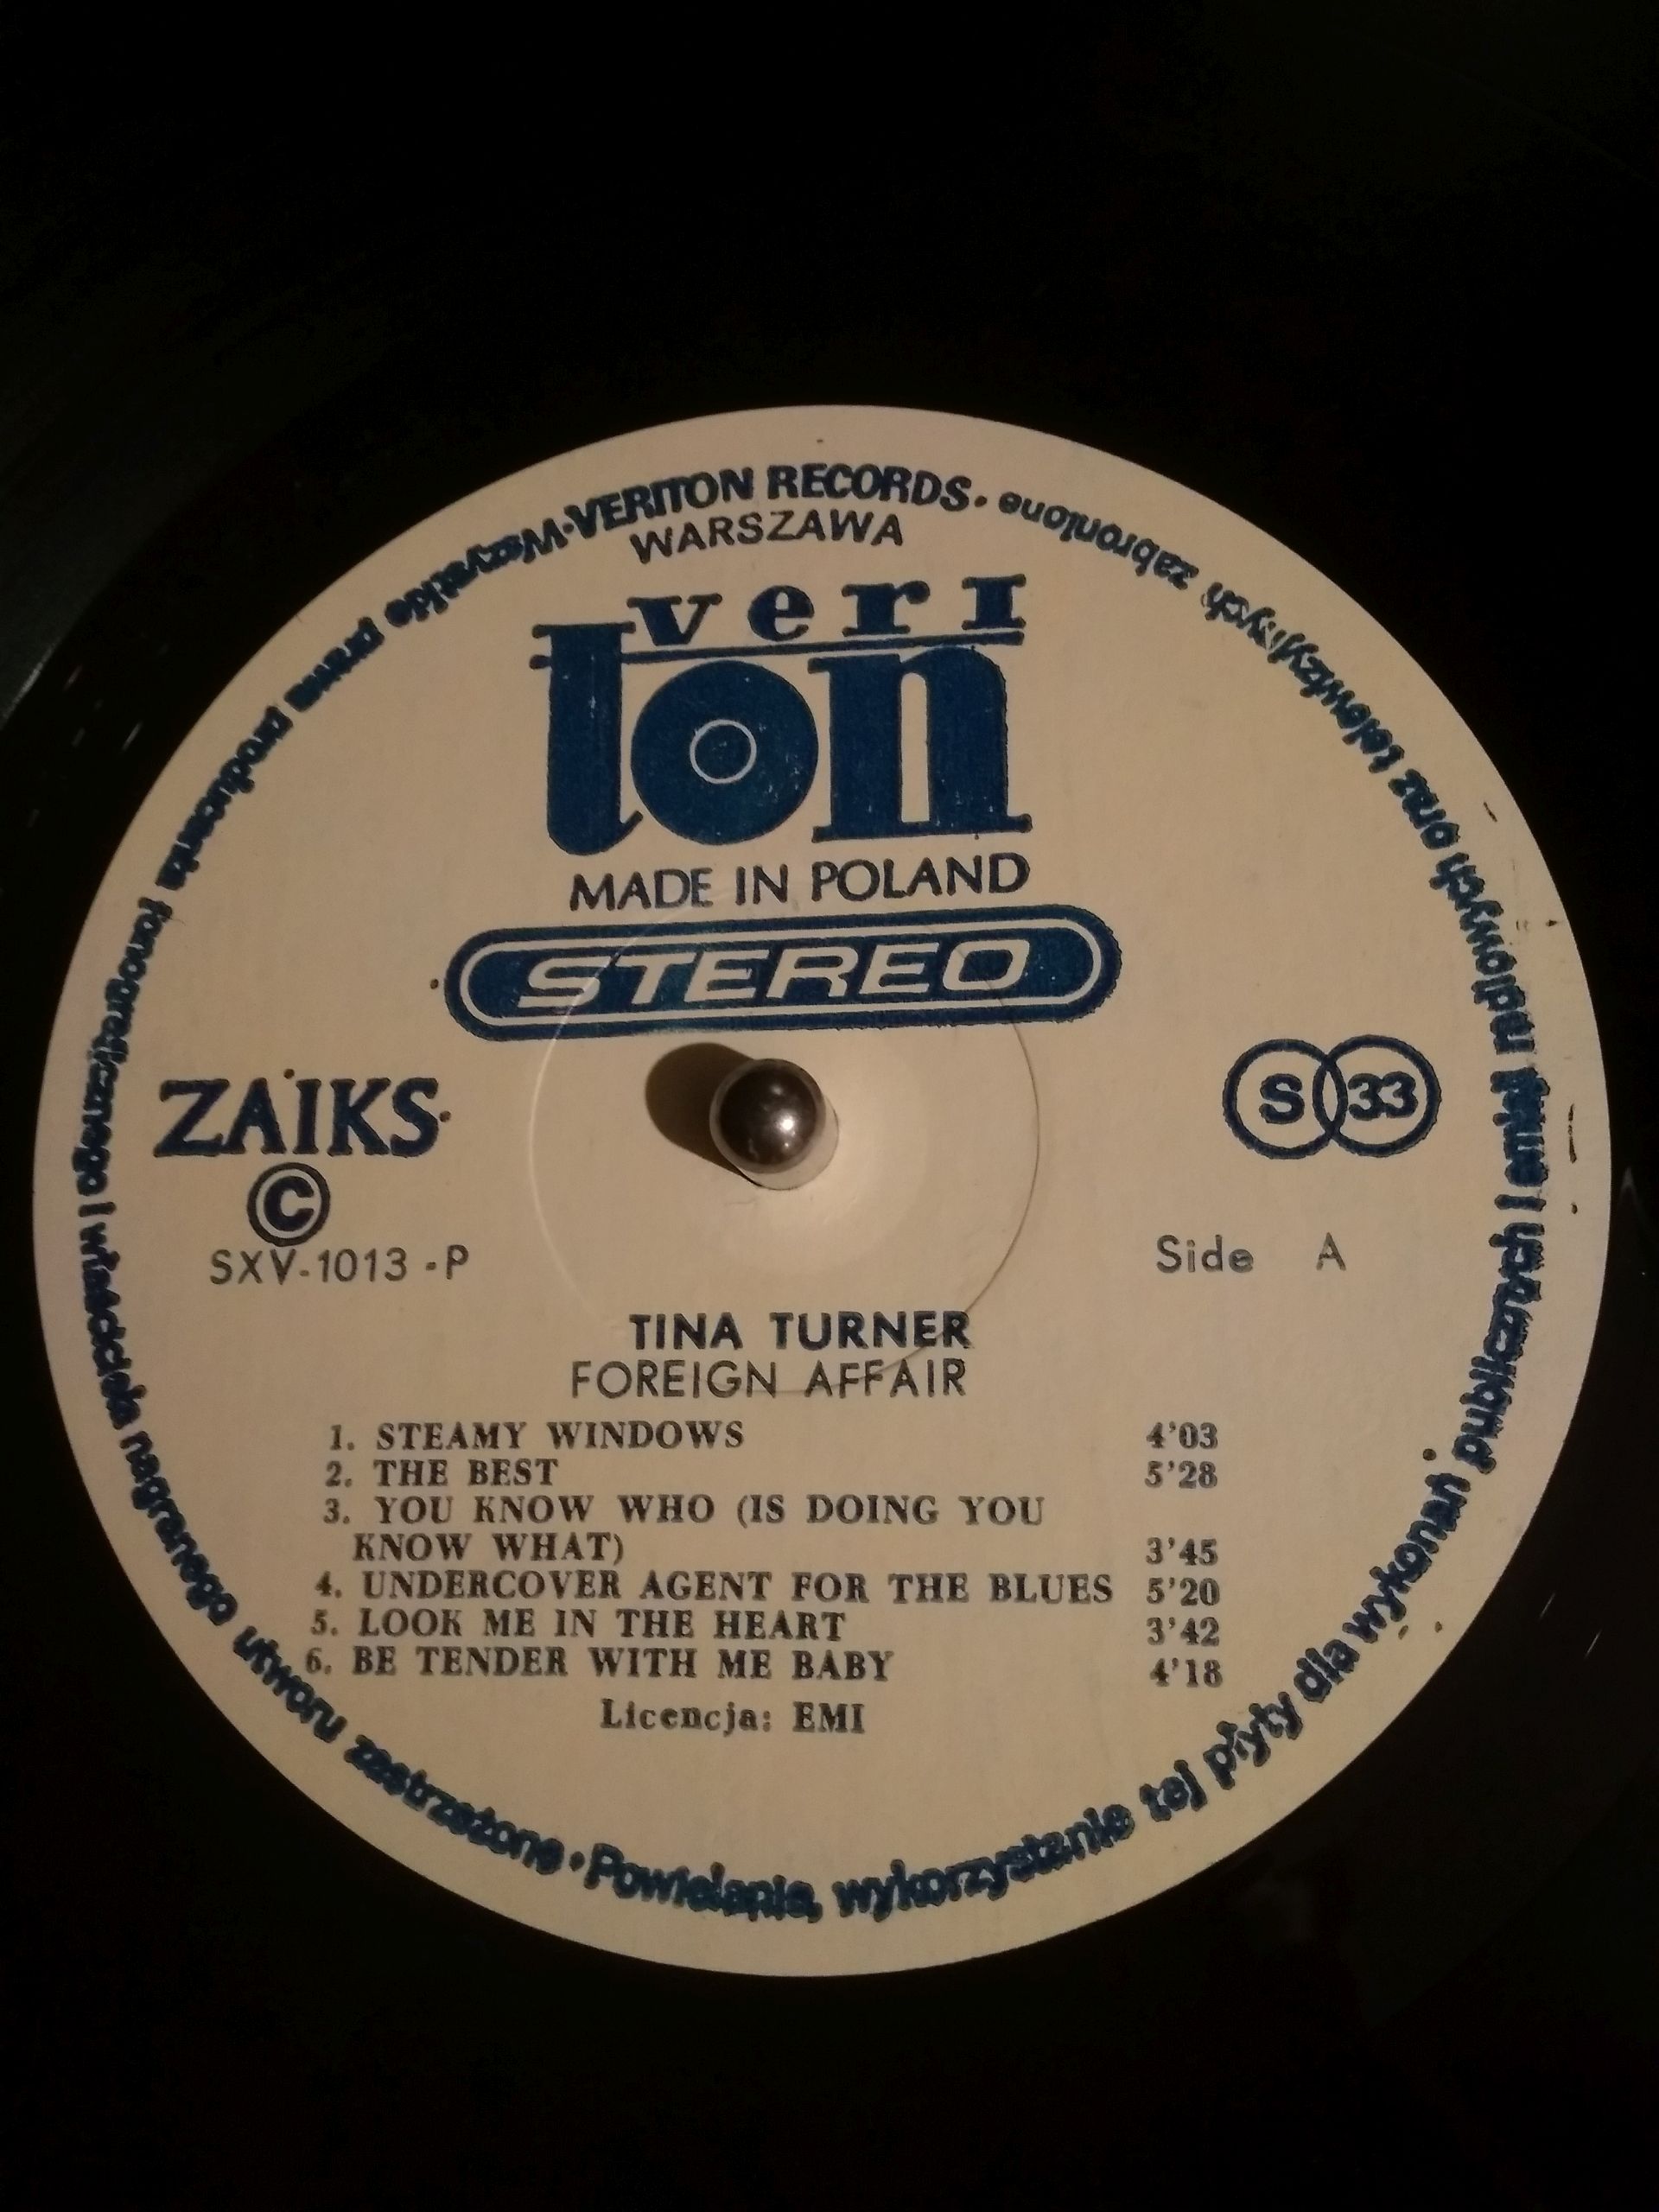 VERITON RECORDS · Wszystkie prawa producenta fonograficznego i właściciela nagranego utworu zastrzeżone · Powielanie, wykorzystanie tej płyty dla wykonań publicznych i emisji radiowych oraz telewizyjnych zabronione ·
WARSZAWA
veri
ton
MADE IN POLAND
STEREO
ZAIKS
©
S 33
SXV-1013 -P
Side A
TINA TURNER
FOREIGN AFFAIR
1. STEAMY WINDOWS 4'03
2. THE BEST 5'28
3. YOU KNOW WHO (IS DOING YOU
KNOW WHAT) 3'45
4. UNDERCOVER AGENT FOR THE BLUES 5'20
5. LOOK ME IN THE HEART 3'42
6. BE TENDER WITH ME BABY 4'18
Licencja: EMI